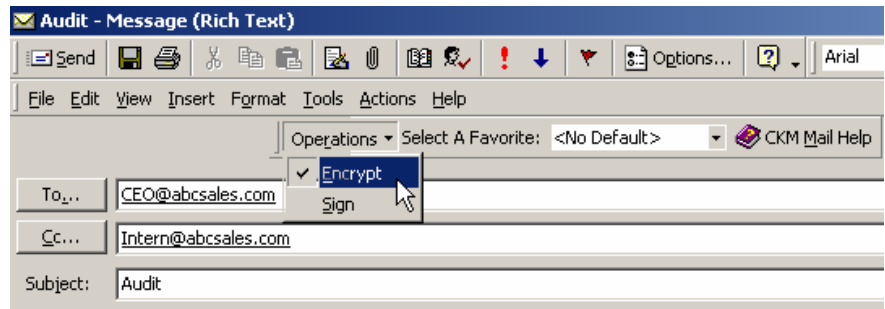 Audit - Message (Rich Text)
Send Options... Arial
File Edit View Insert Format Tools Actions Help
Operations Select A Favorite: <No Default> CKM Mail Help
Encrypt
To... CEO@abcsales.com
Sign
Cc... Intern@abcsales.com
Subject: Audit